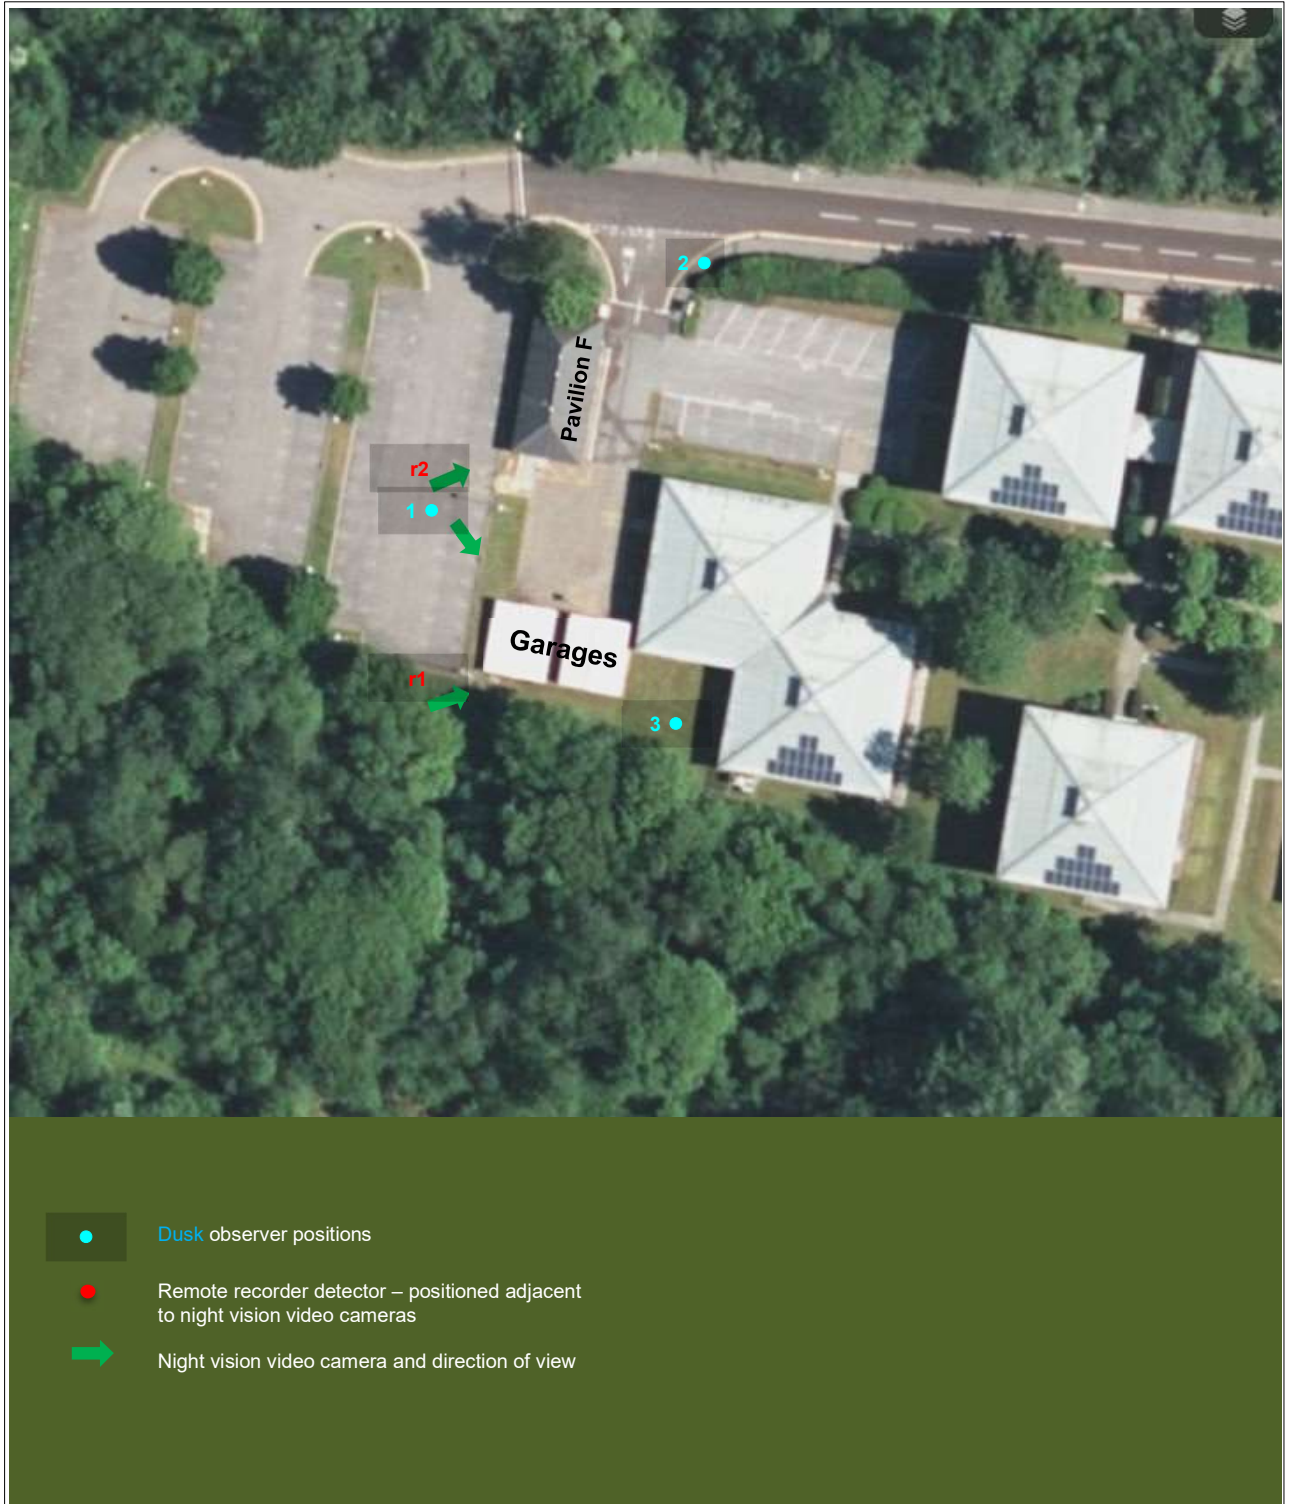 2
Pavilion F
r2
1
Garages
r1
3
Dusk observer positions
Remote recorder detector – positioned adjacent
to night vision video cameras
Night vision video camera and direction of view